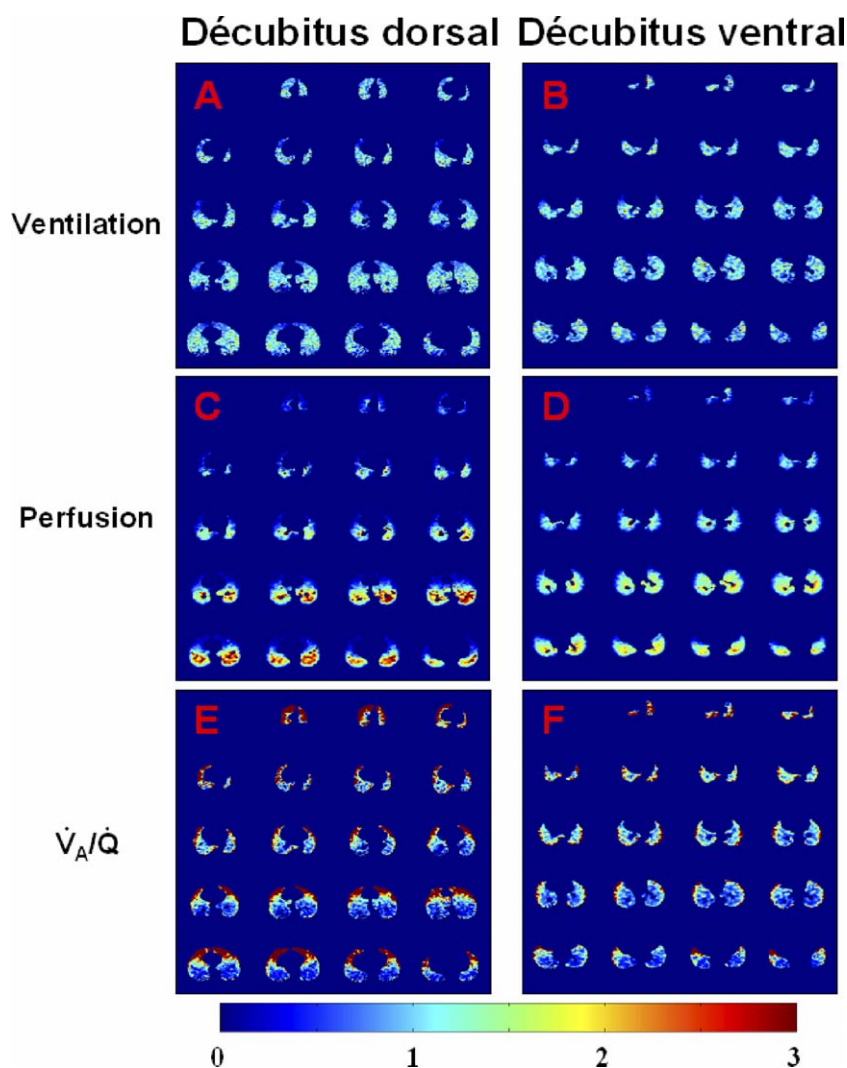 Décubitus dorsal Décubitus ventral
A B
Ventilation
C D
Perfusion
E F
V̇A/Q̇
0 1 2 3